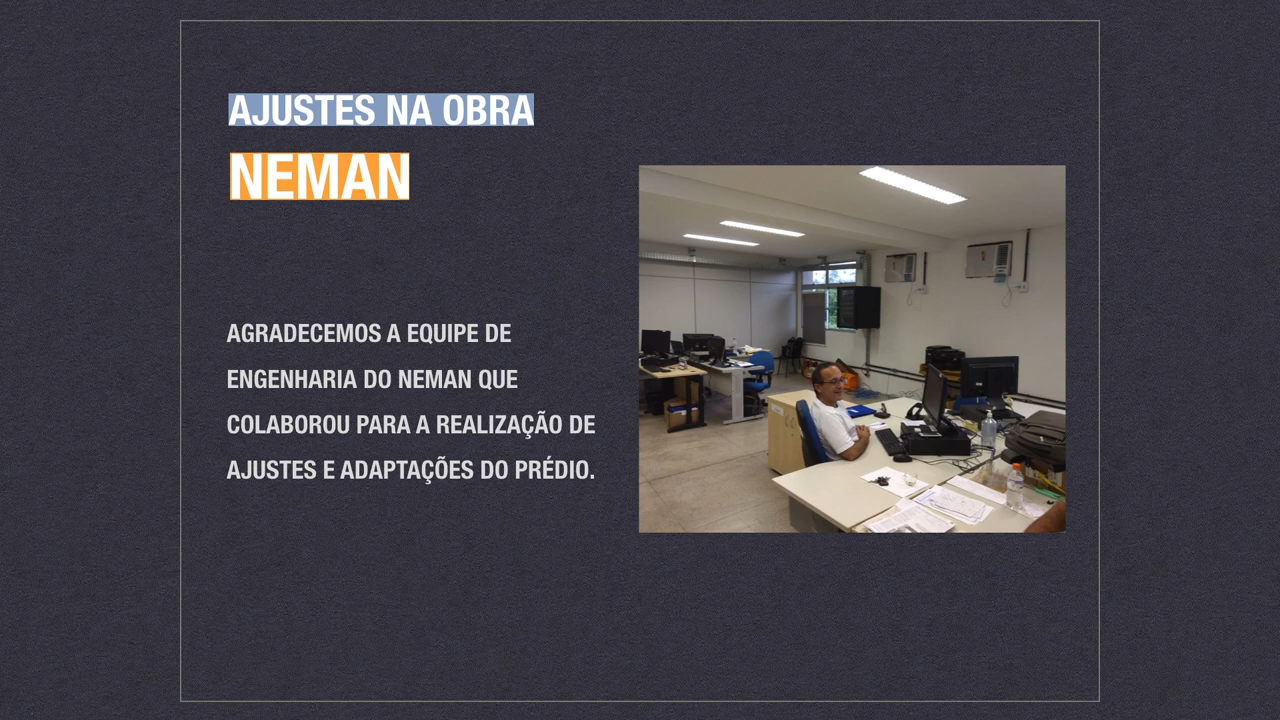 AJUSTES NA OBRA
NEMAN
AGRADECEMOS A EQUIPE DE
ENGENHARIA DO NEMAN QUE
COLABOROU PARA A REALIZAÇÃO DE
AJUSTES E ADAPTAÇÕES DO PRÉDIO.